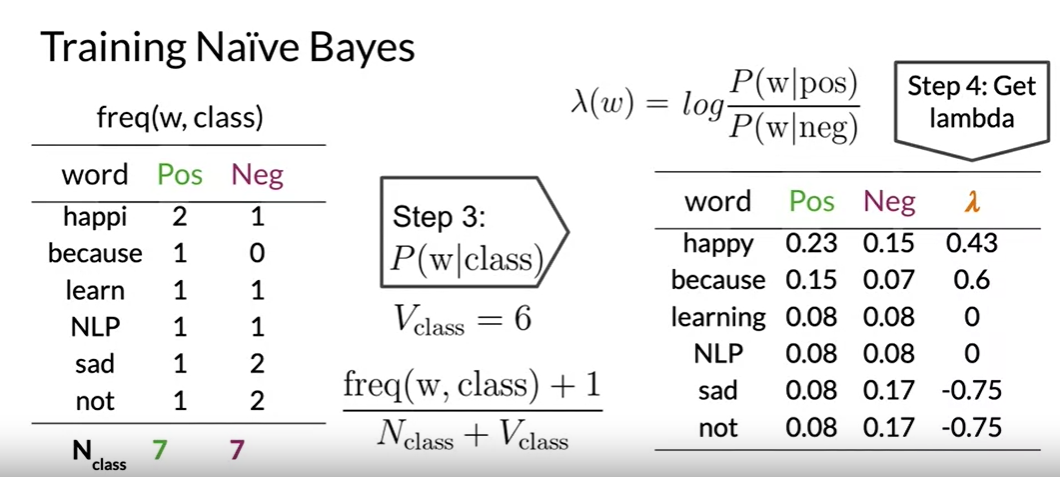 Training Naïve Bayes
freq(w, class)
word Pos Neg
happi 2 1
because 1 0
learn 1 1
NLP 1 1
sad 1 2
not 1 2
N_class 7 7
Step 3:
P(w|class)
V_class = 6
freq(w, class) + 1
N_class + V_class
λ(w) = log P(w|pos)
P(w|neg)
Step 4: Get
lambda
word Pos Neg λ
happy 0.23 0.15 0.43
because 0.15 0.07 0.6
learning 0.08 0.08 0
NLP 0.08 0.08 0
sad 0.08 0.17 -0.75
not 0.08 0.17 -0.75